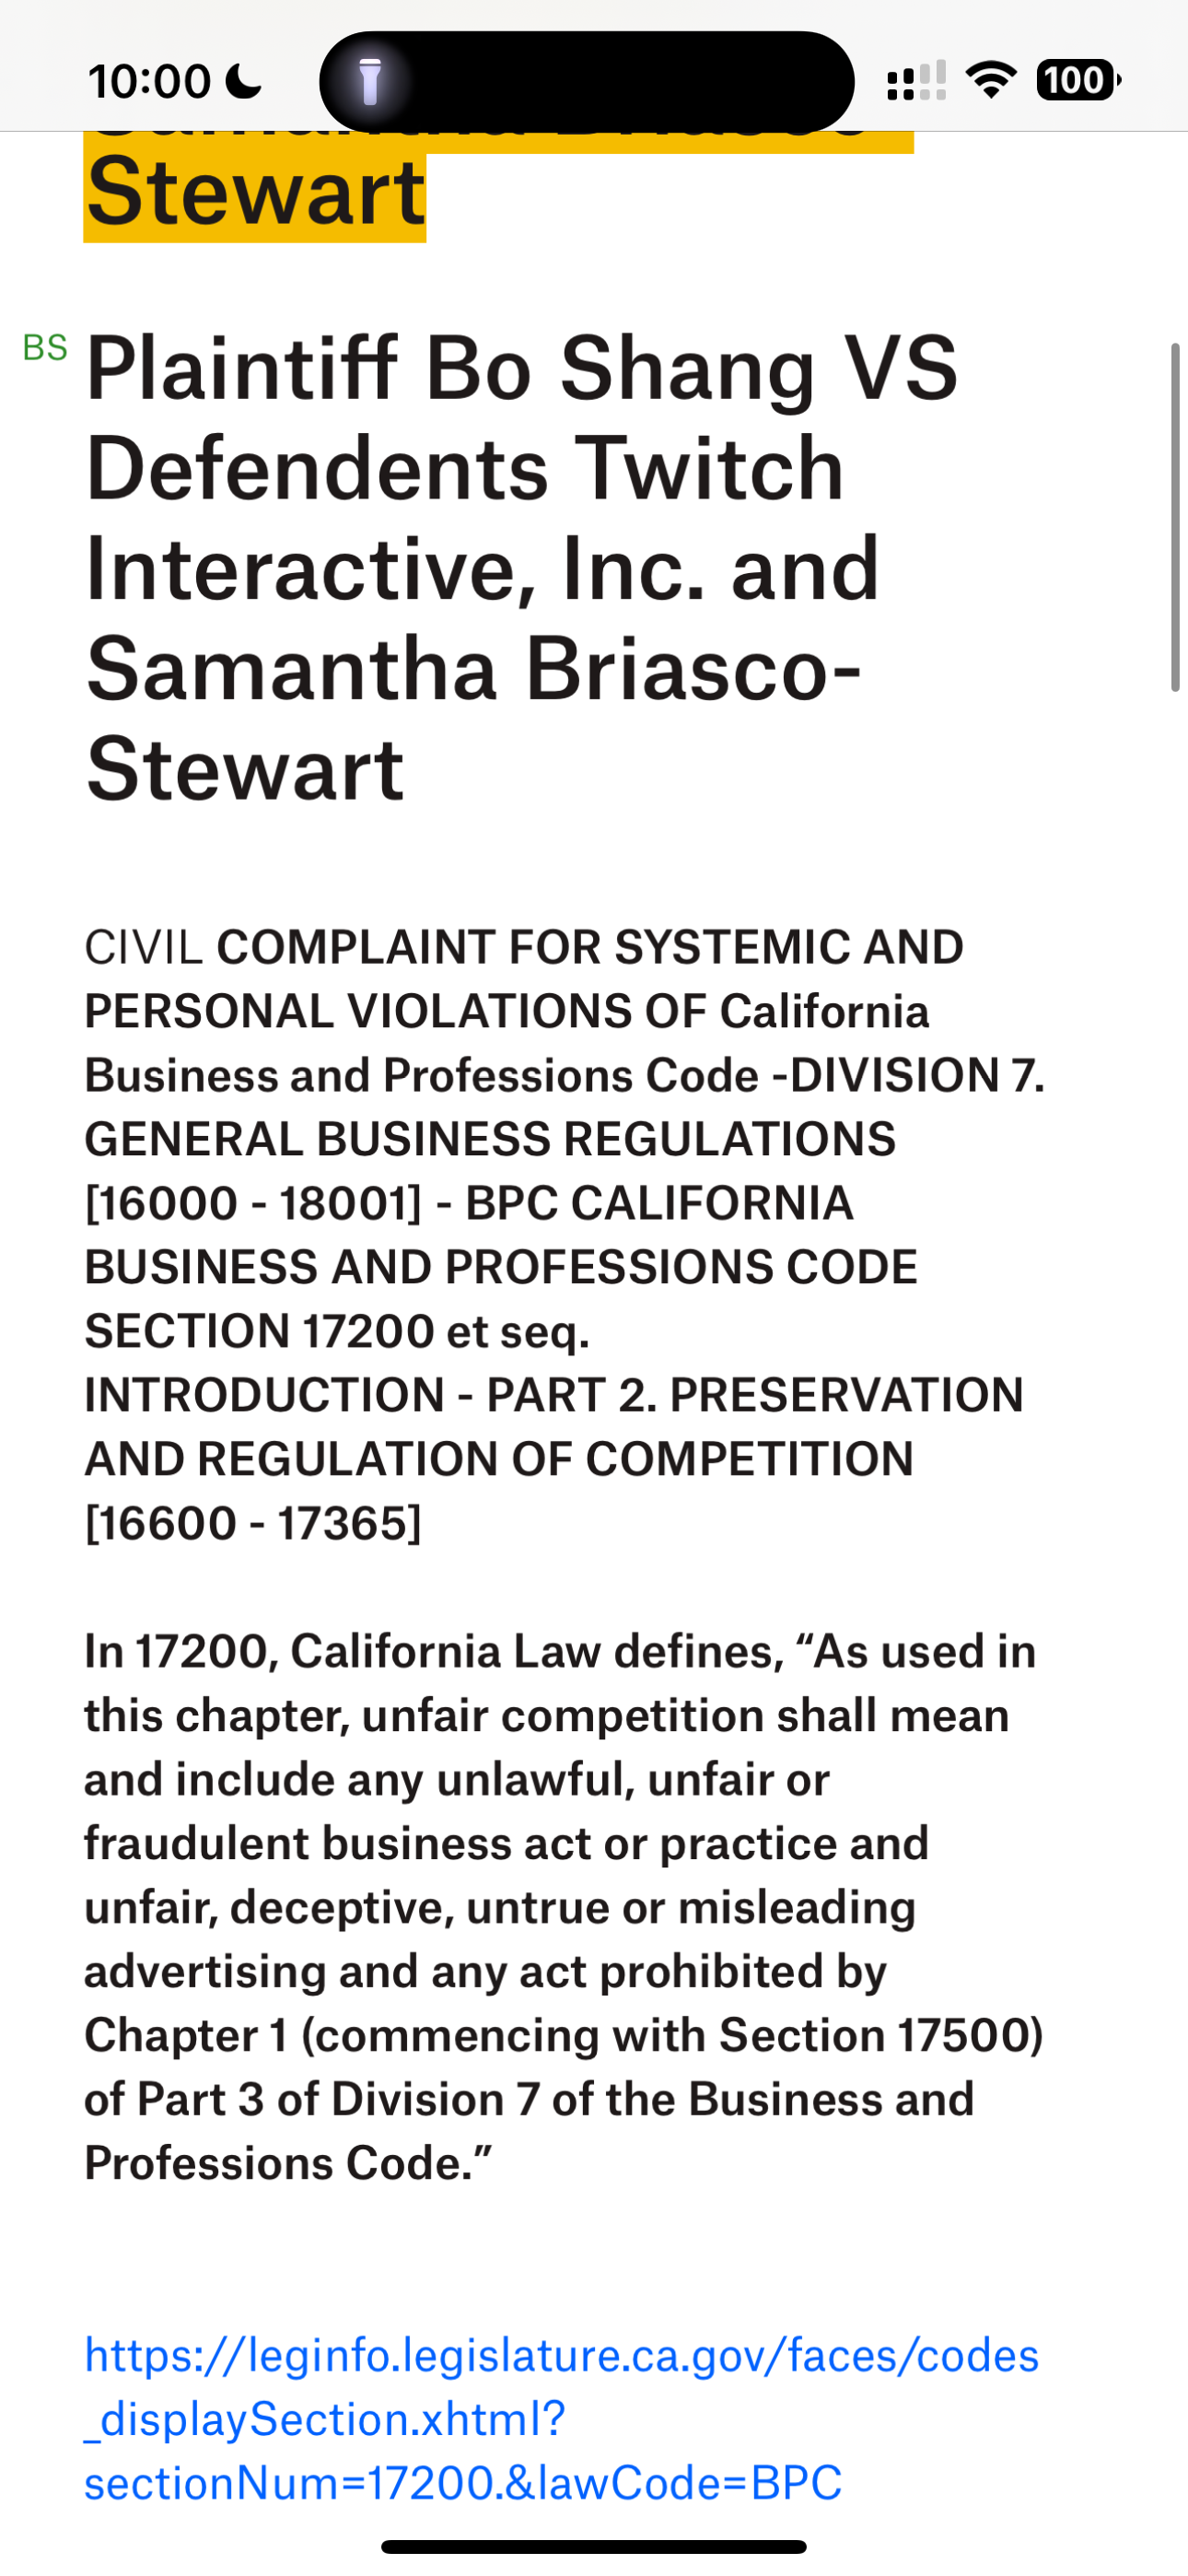 10:00
100
Stewart
BS
Plaintiff Bo Shang VS
Defendents Twitch
Interactive, Inc. and
Samantha Briasco-
Stewart
CIVIL COMPLAINT FOR SYSTEMIC AND
PERSONAL VIOLATIONS OF California
Business and Professions Code -DIVISION 7.
GENERAL BUSINESS REGULATIONS
[16000 - 18001] - BPC CALIFORNIA
BUSINESS AND PROFESSIONS CODE
SECTION 17200 et seq.
INTRODUCTION - PART 2. PRESERVATION
AND REGULATION OF COMPETITION
[16600 - 17365]
In 17200, California Law defines, “As used in
this chapter, unfair competition shall mean
and include any unlawful, unfair or
fraudulent business act or practice and
unfair, deceptive, untrue or misleading
advertising and any act prohibited by
Chapter 1 (commencing with Section 17500)
of Part 3 of Division 7 of the Business and
Professions Code.”
https://leginfo.legislature.ca.gov/faces/codes
_displaySection.xhtml?
sectionNum=17200.&lawCode=BPC